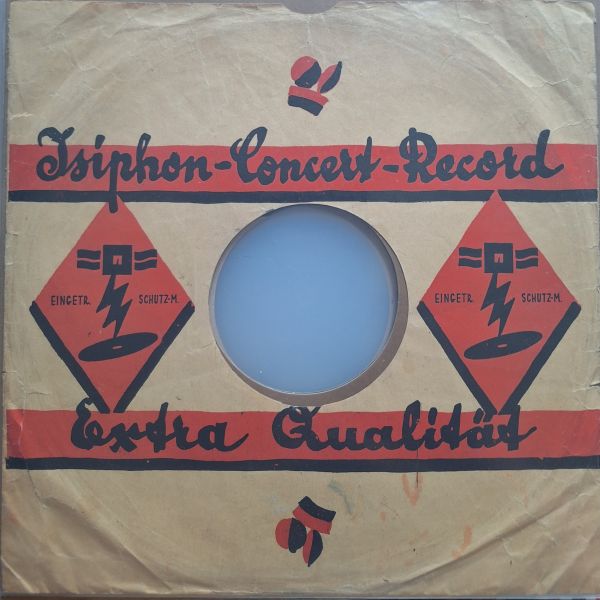 Isiphon-Concert-Record
EINGETR. SCHUTZ-M.
EINGETR. SCHUTZ-M.
Extra Qualität